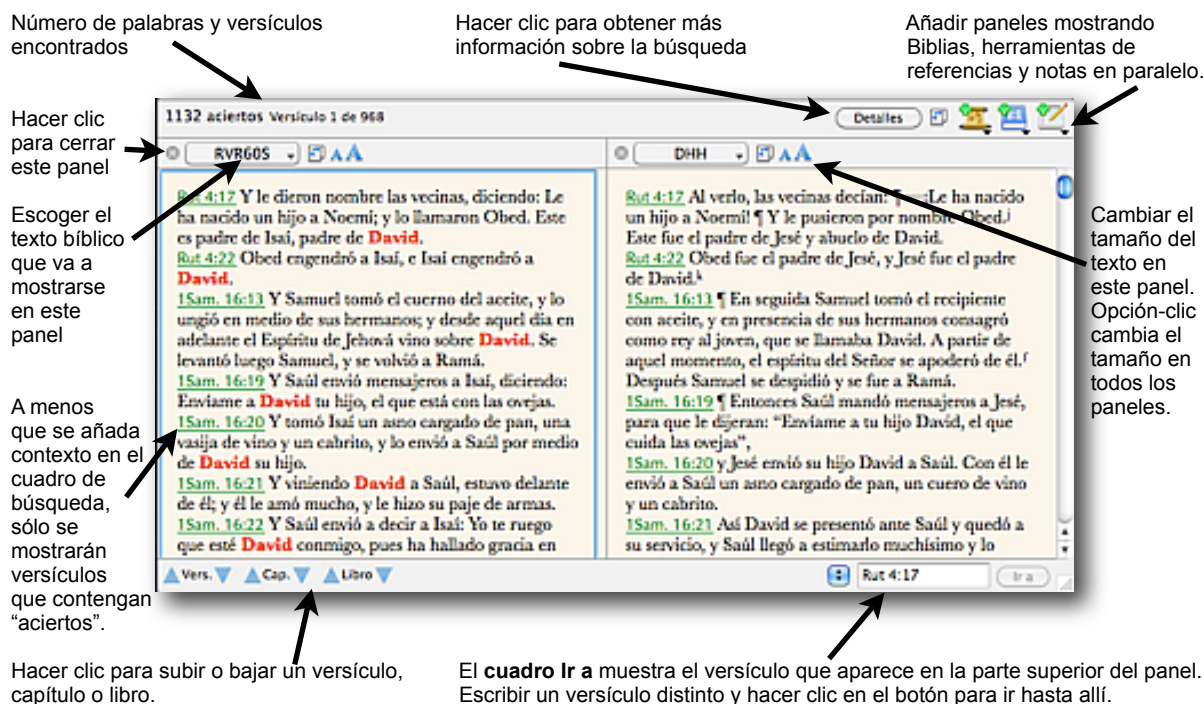 Número de palabras y versículos
encontrados
Hacer clic para obtener más
información sobre la búsqueda
Añadir paneles mostrando
Biblias, herramientas de
referencias y notas en paralelo.
Hacer clic
para cerrar
este panel
Escoger el
texto bíblico
que va a
mostrarse
en este
panel
A menos
que se añada
contexto en el
cuadro de
búsqueda,
sólo se
mostrarán
versículos
que contengan
“aciertos”.
1132 aciertos Versículo 1 de 968
Detalles
RVR60S
AA
Rut 4:17 Y le dieron nombre las vecinas, diciendo: Le
ha nacido un hijo a Noemí; y lo llamaron Obed. Este
es padre de Isaí, padre de David.
Rut 4:22 Obed engendró a Isaí, e Isaí engendró a
David.
1Sam. 16:13 Y Samuel tomó el cuerno del aceite, y lo
ungió en medio de sus hermanos; y desde aquel día en
adelante el Espíritu de Jehová vino sobre David. Se
levantó luego Samuel, y se volvió a Ramá.
1Sam. 16:19 Y Saúl envió mensajeros a Isaí, diciendo:
Envíame a David tu hijo, el que está con las ovejas.
1Sam. 16:20 Y tomó Isaí un asno cargado de pan, una
vasija de vino y un cabrito, y lo envió a Saúl por medio
de David su hijo.
1Sam. 16:21 Y viniendo David a Saúl, estuvo delante
de él; y él le amó mucho, y le hizo su paje de armas.
1Sam. 16:22 Y Saúl envió a decir a Isaí: Yo te ruego
que esté David conmigo, pues ha hallado gracia en
DHH
AA
Rut 4:17 Al verlo, las vecinas decían: ¶ —¡Le ha nacido
un hijo a Noemí! ¶ Y le pusieron por nombre Obed.j
Este fue el padre de Jesé y abuelo de David.
Rut 4:22 Obed fue el padre de Jesé, y Jesé fue el padre
de David.k
1Sam. 16:13 ¶ En seguida Samuel tomó el recipiente
con aceite, y en presencia de sus hermanos consagró
como rey al joven, que se llamaba David. A partir de
aquel momento, el espíritu del Señor se apoderó de él.f
Después Samuel se despidió y se fue a Ramá.
1Sam. 16:19 ¶ Entonces Saúl mandó mensajeros a Jesé,
para que le dijeran: “Envíame a tu hijo David, el que
cuida las ovejas”,
1Sam. 16:20 y Jesé envió su hijo David a Saúl. Con él le
envió a Saúl un asno cargado de pan, un cuero de vino
y un cabrito.
1Sam. 16:21 Así David se presentó ante Saúl y quedó a
su servicio, y Saúl llegó a estimarlo muchísimo y lo
Vers. Cap. Libro
Rut 4:17
Ir a
Cambiar el
tamaño del
texto en
este panel.
Opción-clic
cambia el
tamaño en
todos los
paneles.
Hacer clic para subir o bajar un versículo,
capítulo o libro.
El cuadro Ir a muestra el versículo que aparece en la parte superior del panel.
Escribir un versículo distinto y hacer clic en el botón para ir hasta allí.